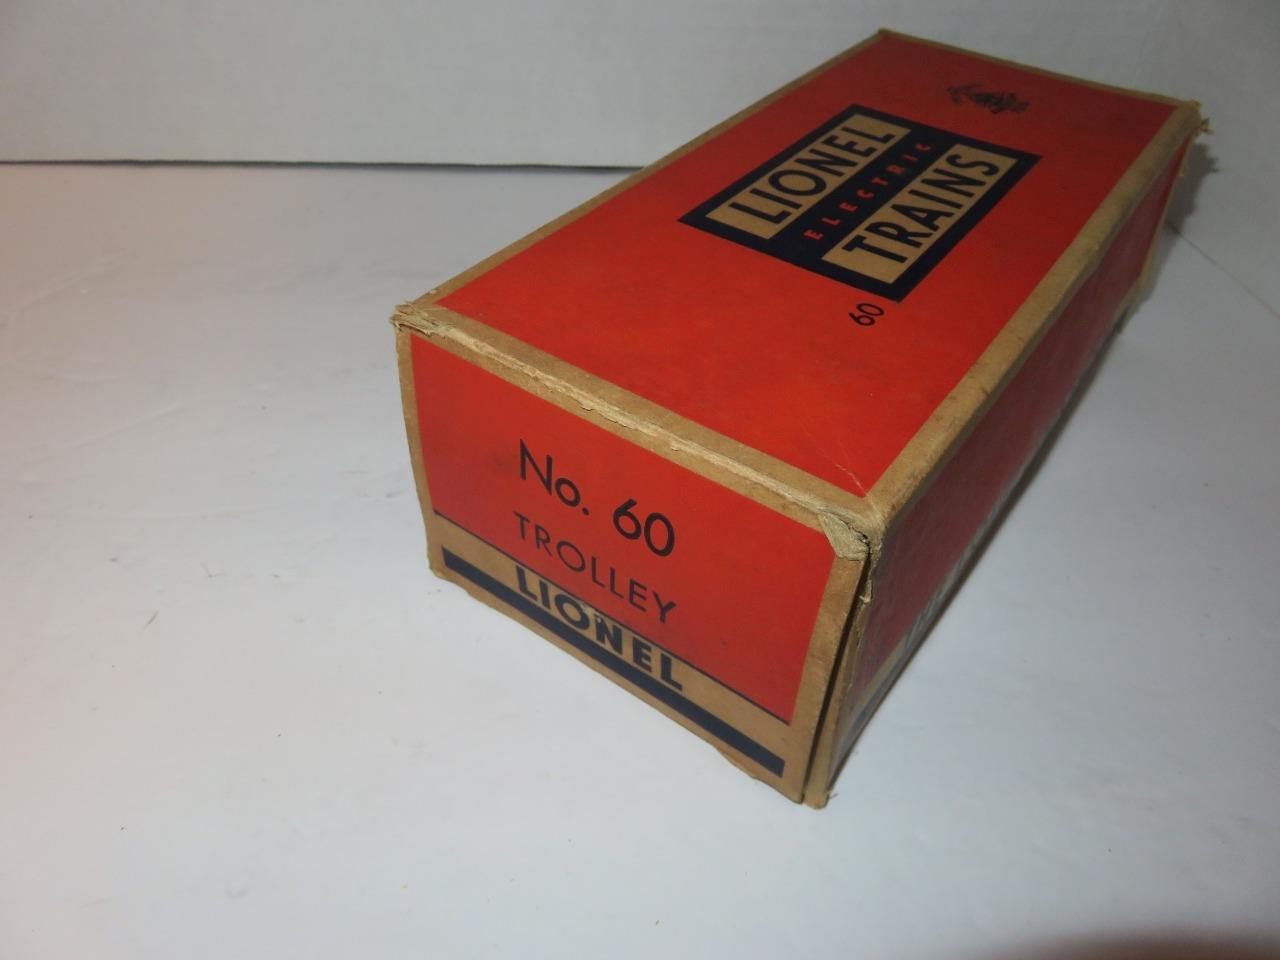 LIONEL
ELECTRIC
TRAINS
60
No. 60
TROLLEY
LIONEL